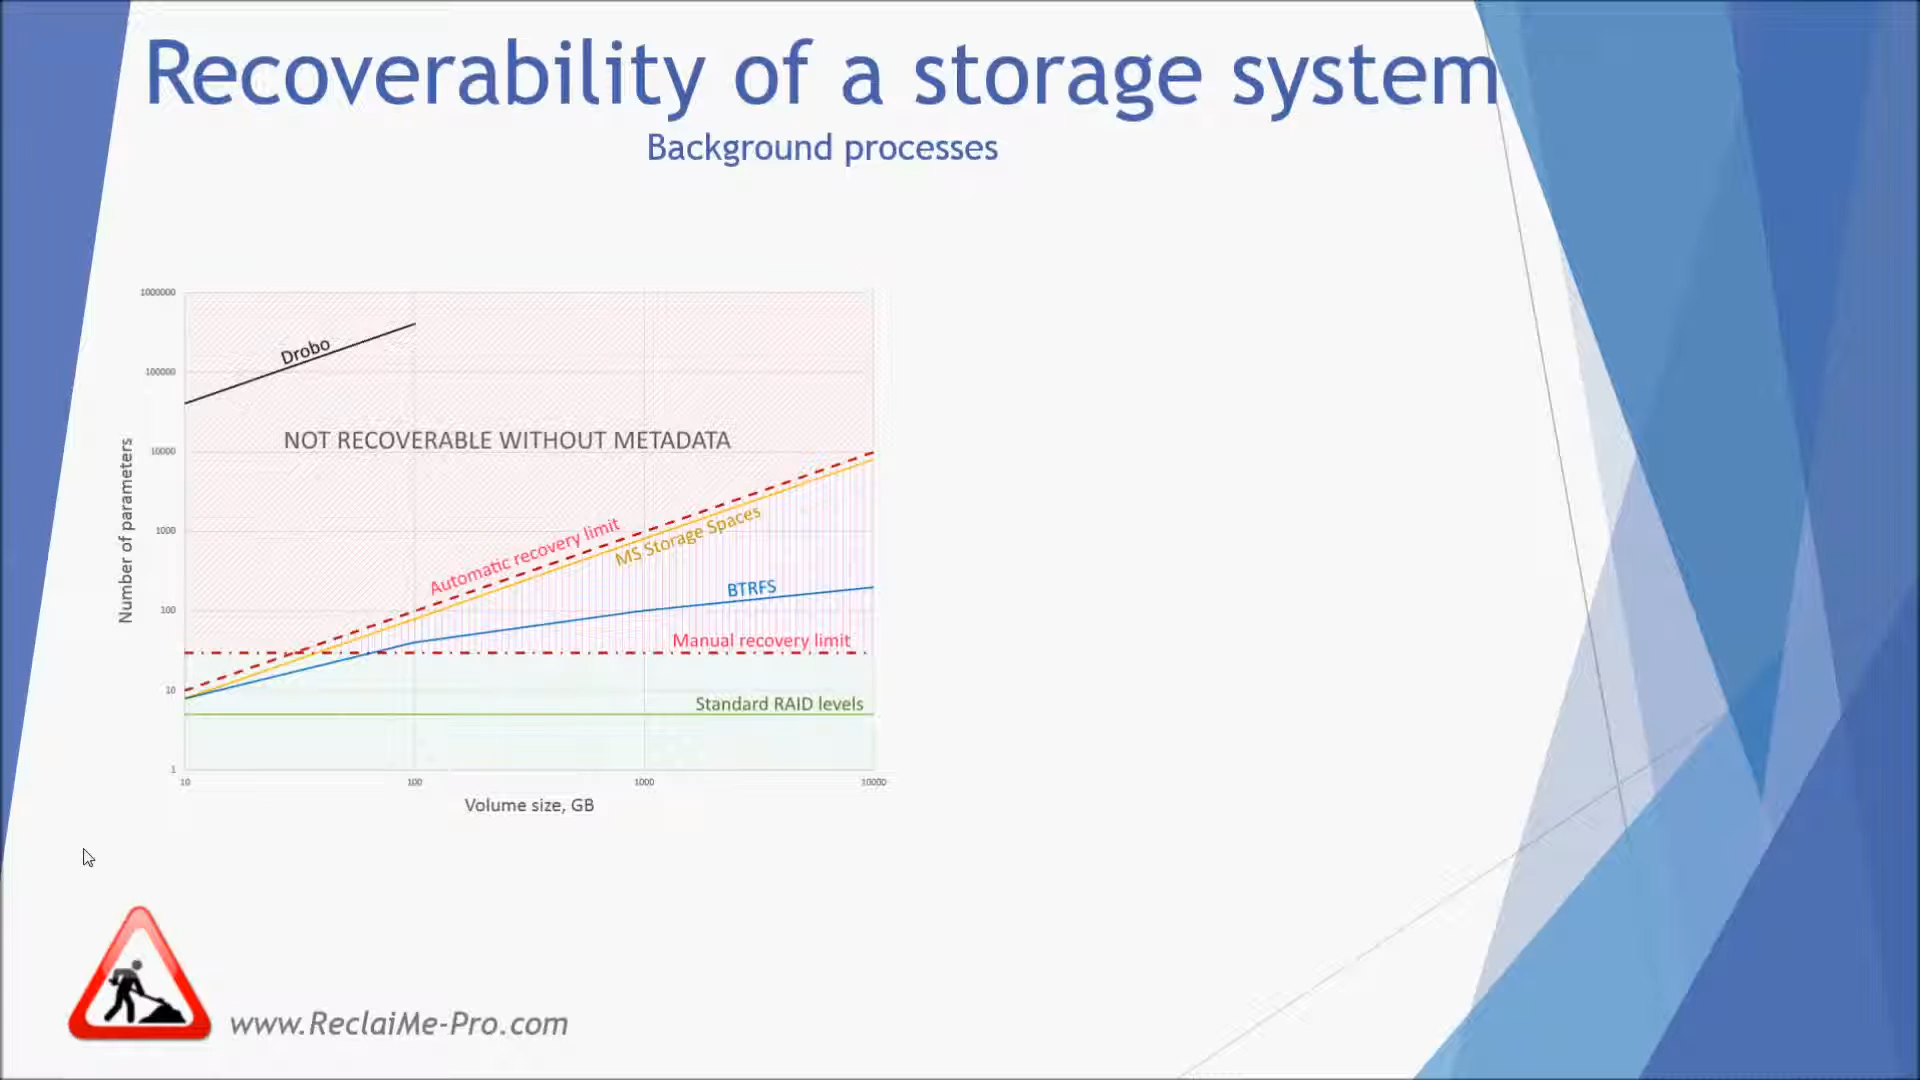 Recoverability of a storage system
Background processes
1000000
100000
10000
1000
100
10
1
Number of parameters
Drobo
NOT RECOVERABLE WITHOUT METADATA
Automatic recovery limit
MS Storage Spaces
BTRFS
Manual recovery limit
Standard RAID levels
10 100 1000 10000
Volume size, GB
www.ReclaiMe-Pro.com